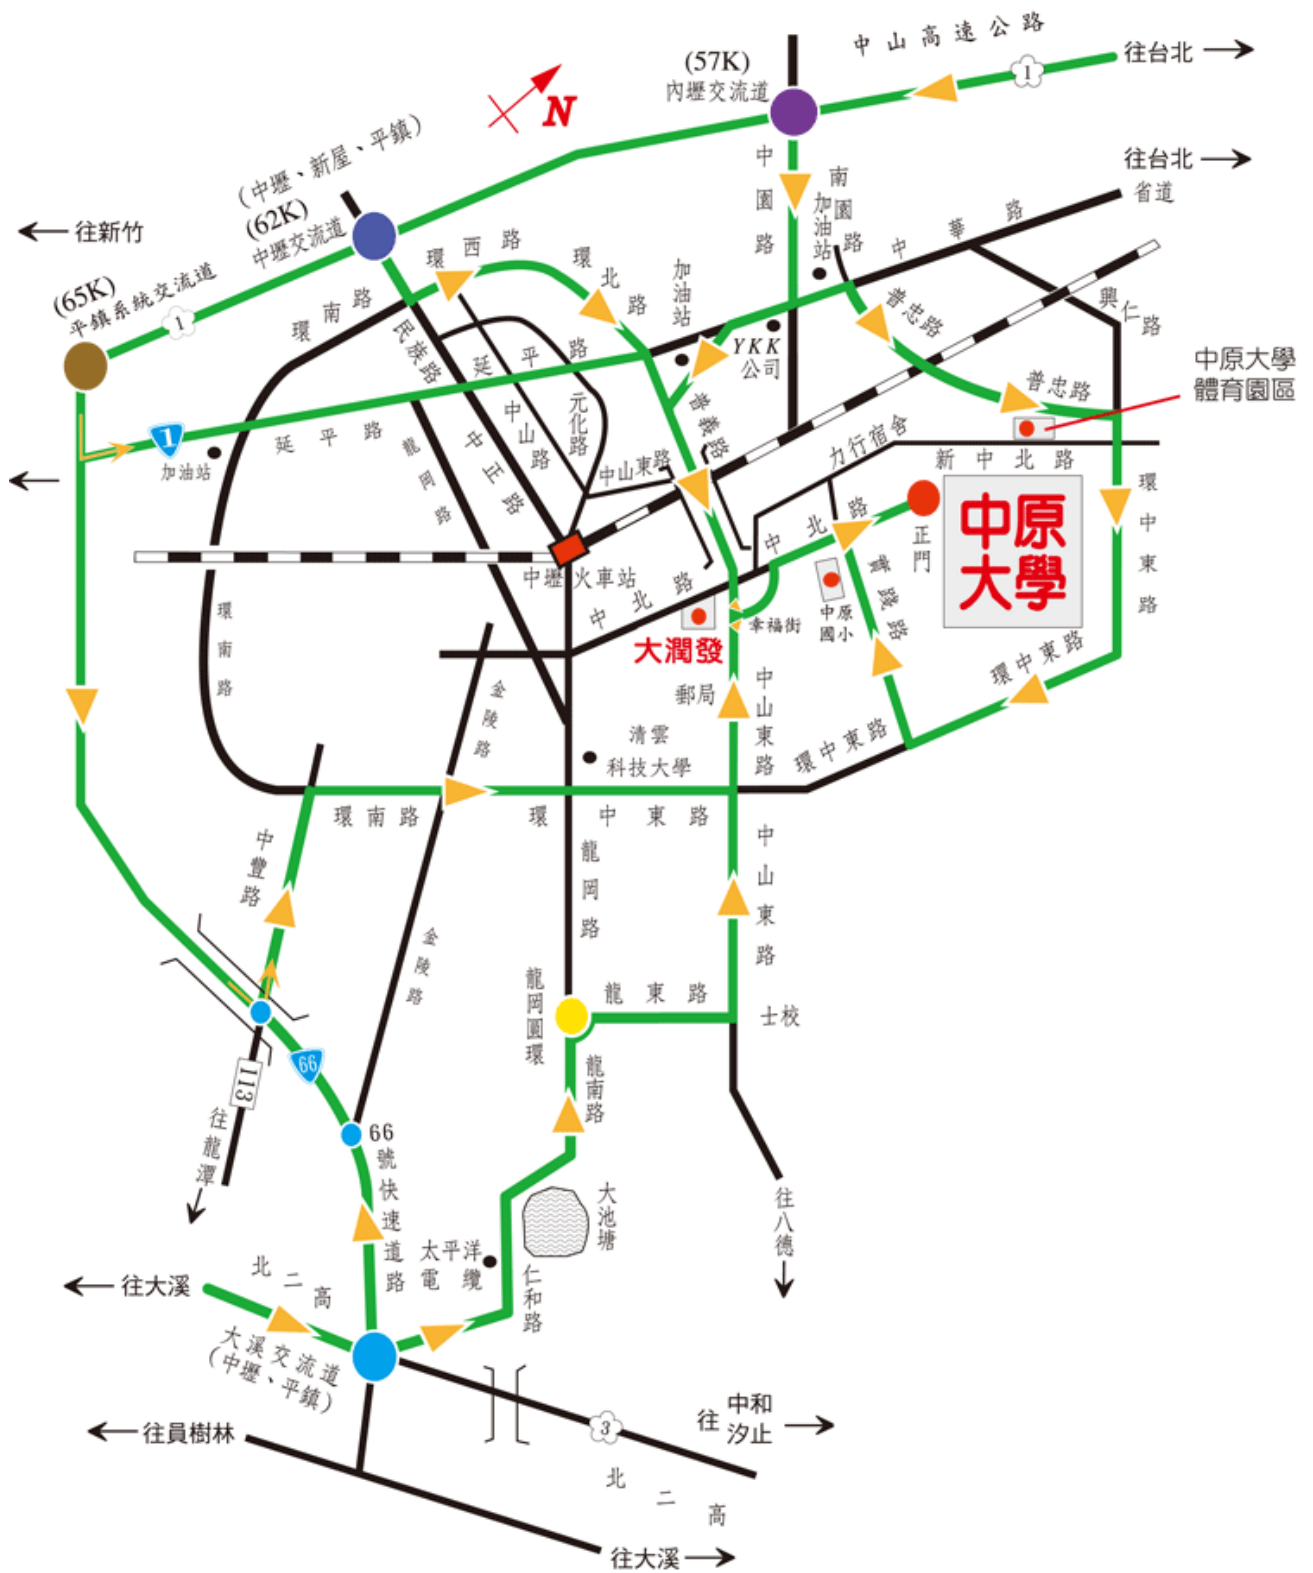 中山高速公路
1
往台北
(57K)
內壢交流道
N
往台北
省道
(中壢、新屋、平鎮)
(62K)
中壢交流道
往新竹
(65K)
平鎮系統交流道
1
環西路
環北路
環南路
中園路
南園路
加油站
中華路
加油站
YKK
公司
普忠路
興仁路
普忠路
中原大學
體育園區
民族路
延平路
延平路
1
加油站
中山路
元化路
中正路
龍岡路
中山東路
普義路
力行宿舍
新中北路
中北路
正門
中原
大學
環中東路
中壢火車站
中北路
大潤發
幸福街
中原
國小
實踐路
環中東路
環中東路
環南路
金陵路
郵局
中山東路
清雲
科技大學
環南路
環中東路
中豐路
龍岡路
中山東路
金陵路
龍岡圓環
龍東路
士校
龍南路
66
113
往龍潭
66號快速道路
大池塘
往八德
太平洋
電纜
仁和路
往大溪
北二高
大溪交流道
(中壢、平鎮)
往員樹林
3
往
中和
汐止
北二高
往大溪